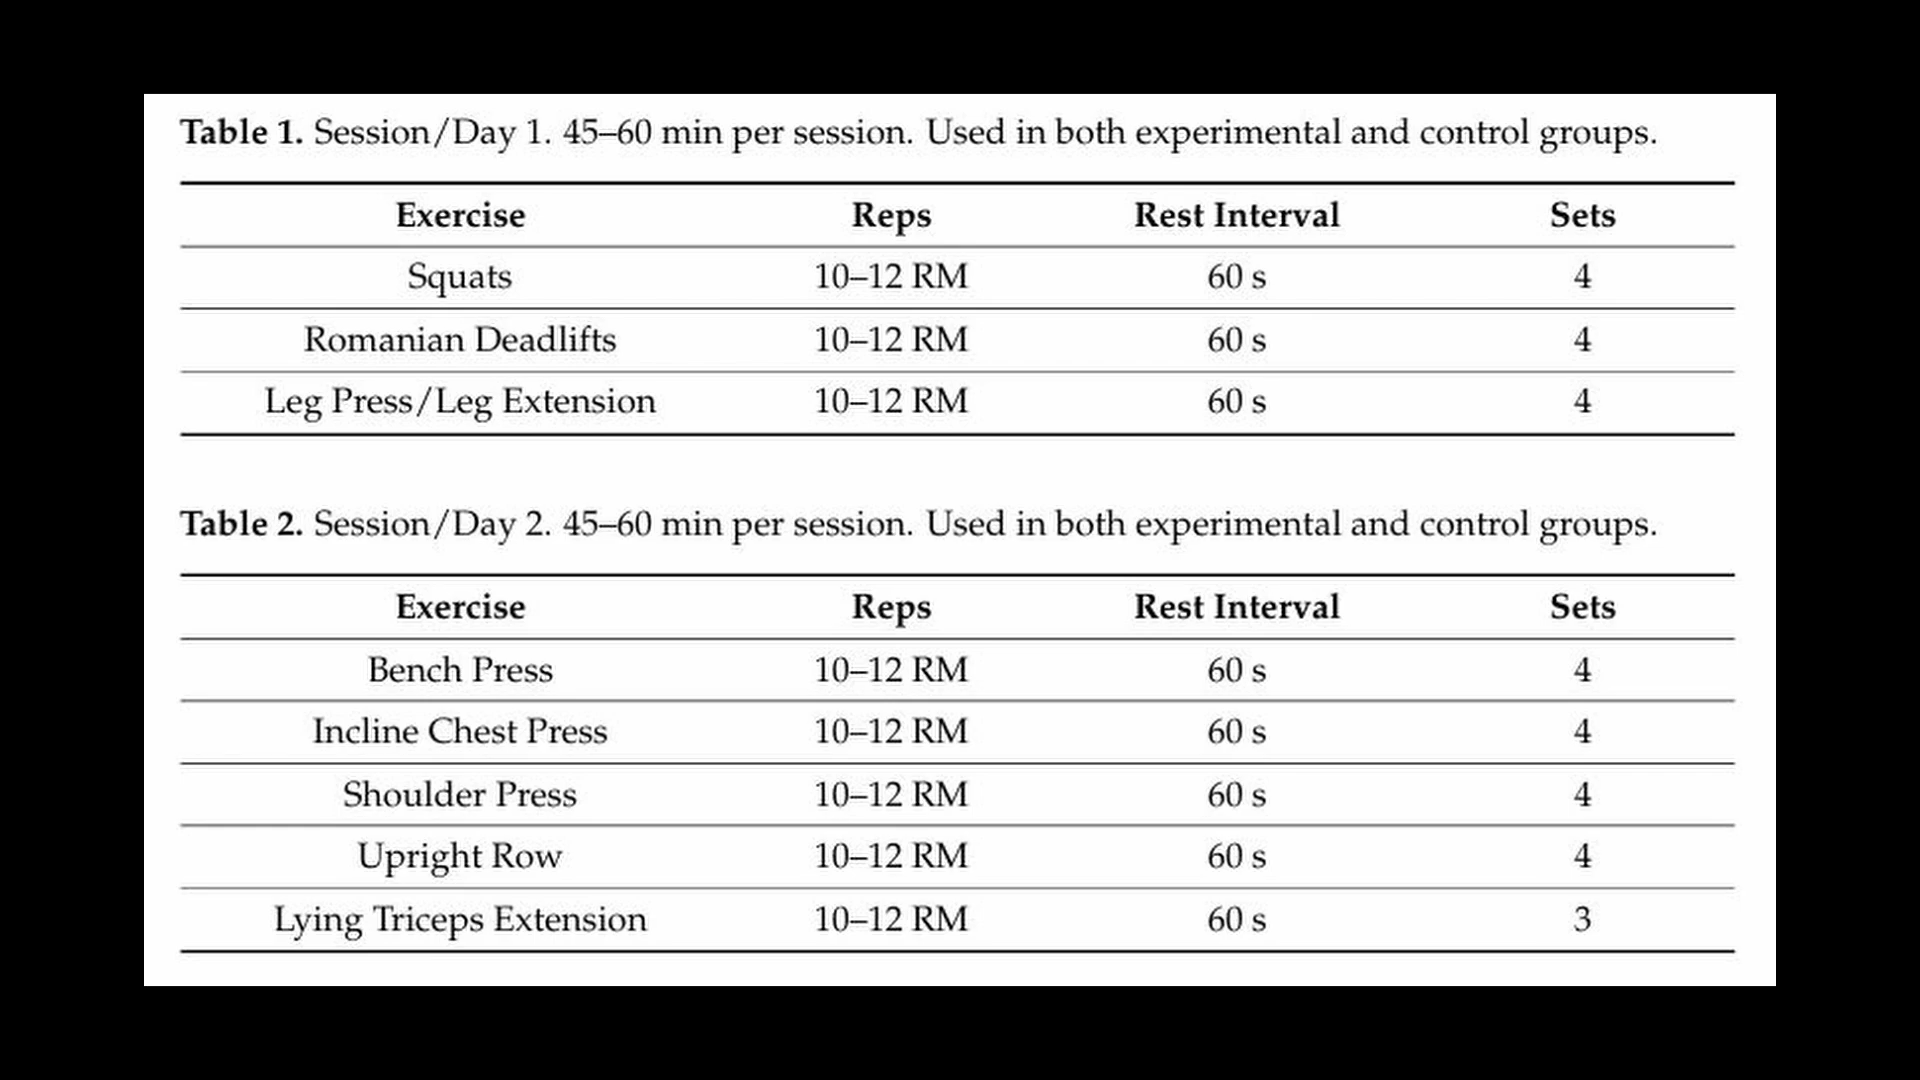 Table 1. Session/Day 1. 45–60 min per session. Used in both experimental and control groups.
Exercise Reps Rest Interval Sets
Squats 10–12 RM 60 s 4
Romanian Deadlifts 10–12 RM 60 s 4
Leg Press/Leg Extension 10–12 RM 60 s 4
Table 2. Session/Day 2. 45–60 min per session. Used in both experimental and control groups.
Exercise Reps Rest Interval Sets
Bench Press 10–12 RM 60 s 4
Incline Chest Press 10–12 RM 60 s 4
Shoulder Press 10–12 RM 60 s 4
Upright Row 10–12 RM 60 s 4
Lying Triceps Extension 10–12 RM 60 s 3